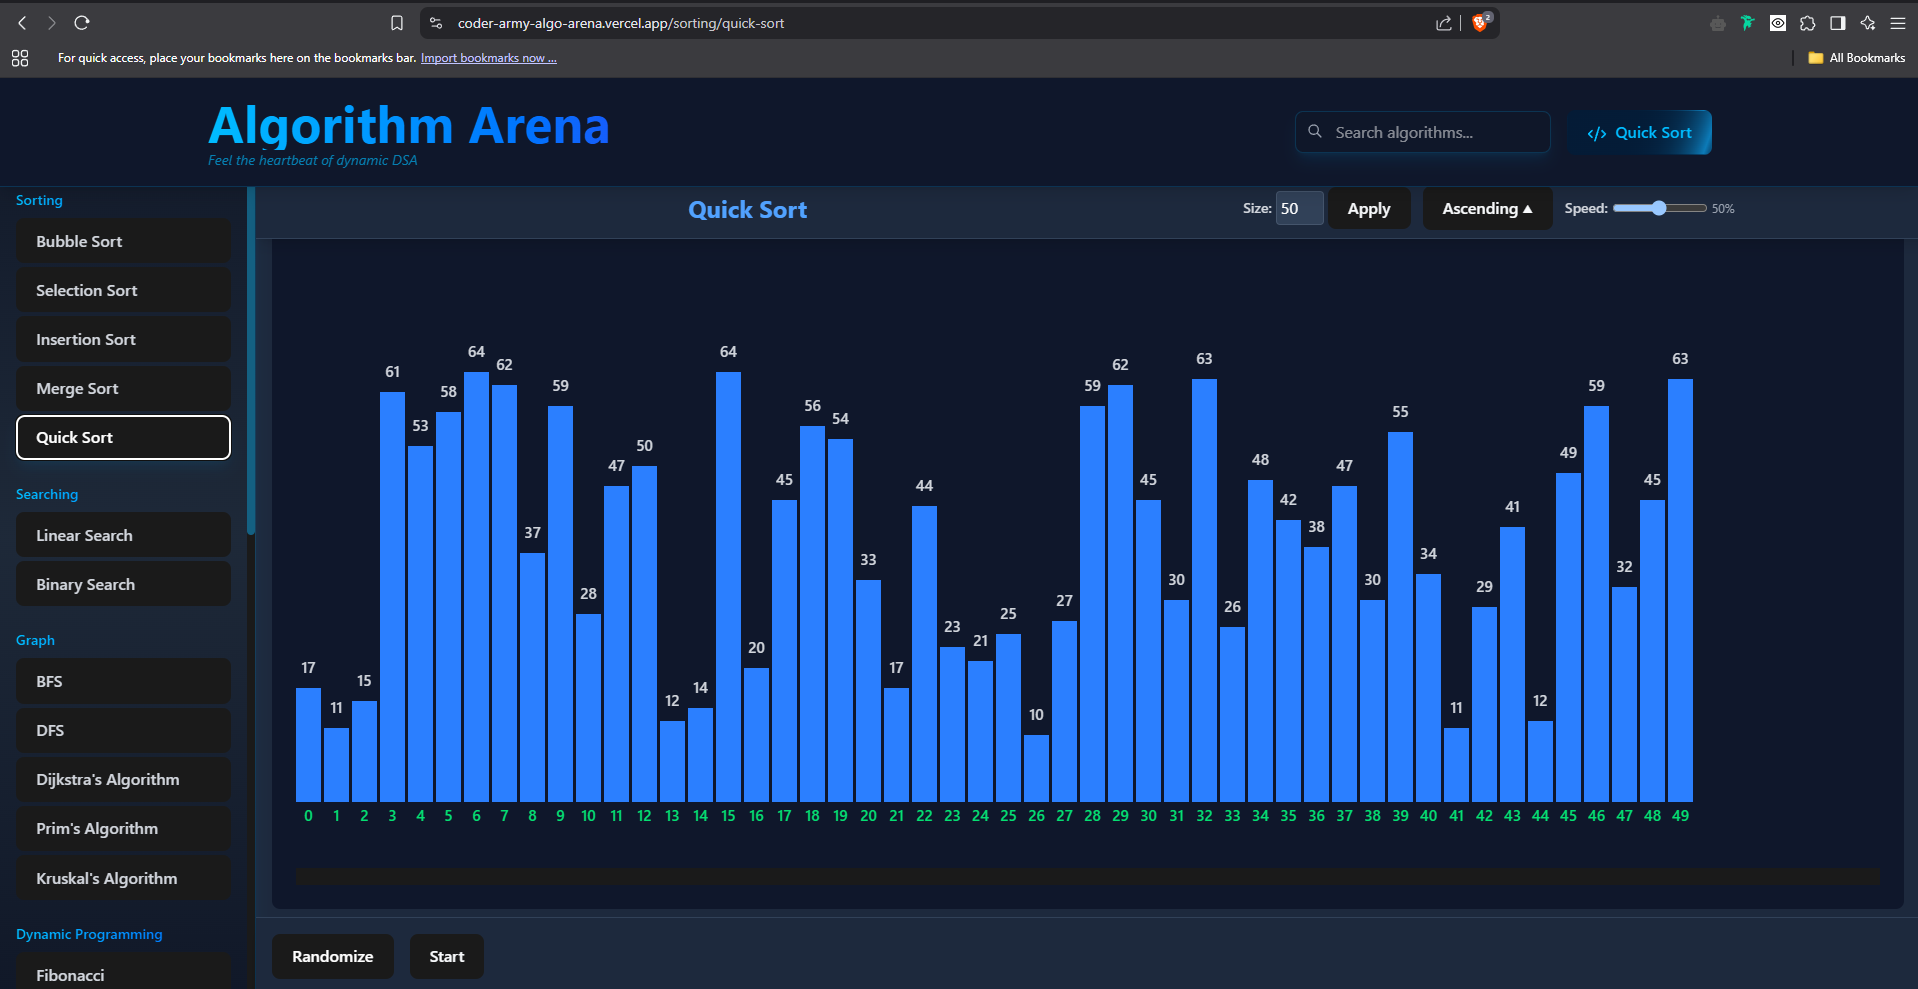 coder-army-algo-arena.vercel.app/sorting/quick-sort
2
For quick access, place your bookmarks here on the bookmarks bar. Import bookmarks now ...
All Bookmarks
Algorithm Arena
Feel the heartbeat of dynamic DSA
Search algorithms...
</> Quick Sort
Sorting
Bubble Sort
Selection Sort
Insertion Sort
Merge Sort
Quick Sort
Searching
Linear Search
Binary Search
Graph
BFS
DFS
Dijkstra's Algorithm
Prim's Algorithm
Kruskal's Algorithm
Dynamic Programming
Fibonacci
Quick Sort
Size: 50 Apply Ascending ▲ Speed: 50%
17 11 15 61 53 58 64 62 37 59 28 47 50 12 14 64 20 45 56 54 33 17 44 23 21 25 10 27 59 62 45 30 63 26 48 42 38 47 30 55 34 11 29 41 12 49 59 32 45 63
0 1 2 3 4 5 6 7 8 9 10 11 12 13 14 15 16 17 18 19 20 21 22 23 24 25 26 27 28 29 30 31 32 33 34 35 36 37 38 39 40 41 42 43 44 45 46 47 48 49
Randomize Start